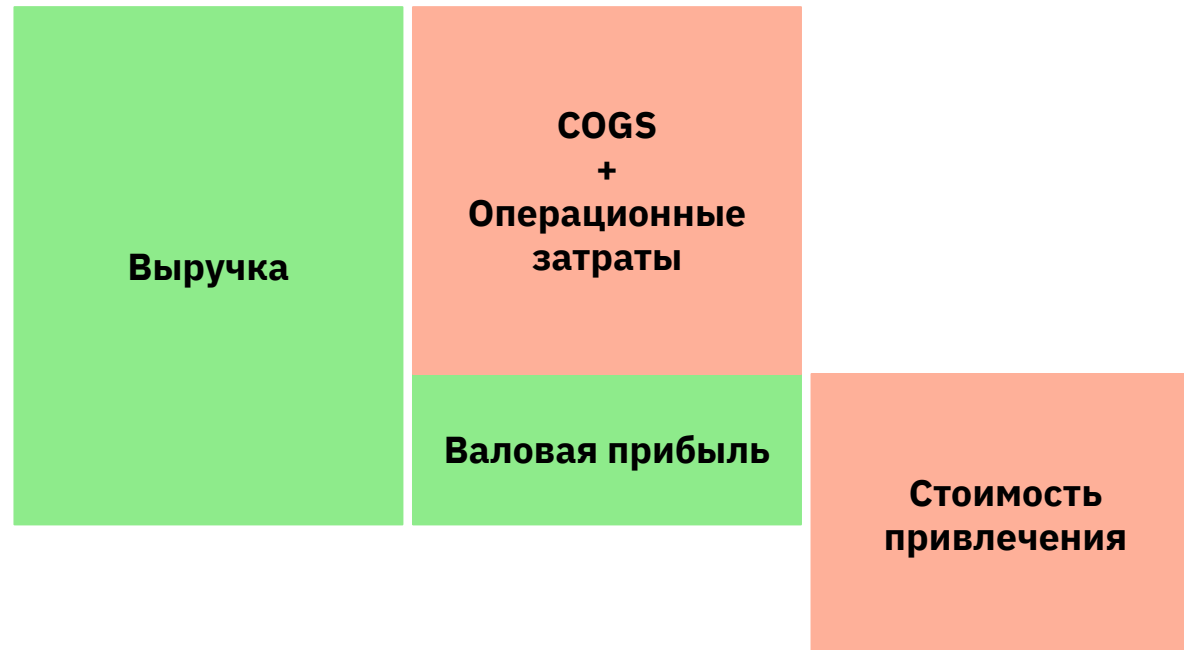 Выручка
COGS
+
Операционные
затраты
Валовая прибыль
Стоимость
привлечения